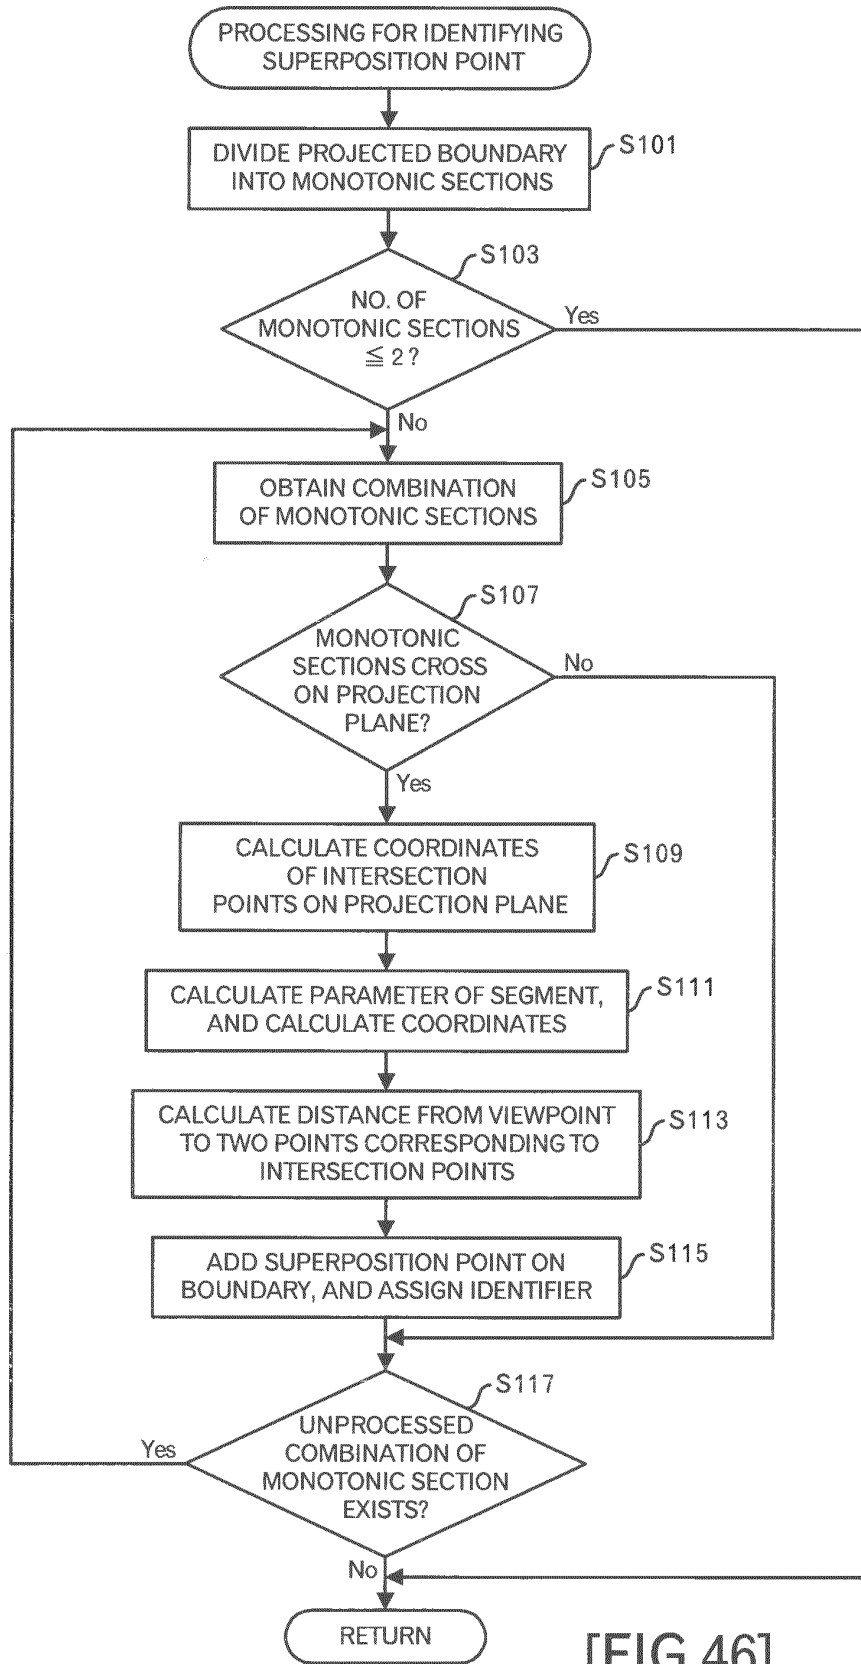 PROCESSING FOR IDENTIFYING
SUPERPOSITION POINT
DIVIDE PROJECTED BOUNDARY
INTO MONOTONIC SECTIONS
S101
S103
NO. OF
MONOTONIC SECTIONS
≦ 2?
Yes
No
OBTAIN COMBINATION
OF MONOTONIC SECTIONS
S105
S107
MONOTONIC
SECTIONS CROSS
ON PROJECTION
PLANE?
No
Yes
CALCULATE COORDINATES
OF INTERSECTION
POINTS ON PROJECTION PLANE
S109
CALCULATE PARAMETER OF SEGMENT,
AND CALCULATE COORDINATES
S111
CALCULATE DISTANCE FROM VIEWPOINT
TO TWO POINTS CORRESPONDING TO
INTERSECTION POINTS
S113
ADD SUPERPOSITION POINT ON
BOUNDARY, AND ASSIGN IDENTIFIER
S115
S117
UNPROCESSED
COMBINATION OF
MONOTONIC SECTION
EXISTS?
Yes
No
RETURN
[FIG.46]